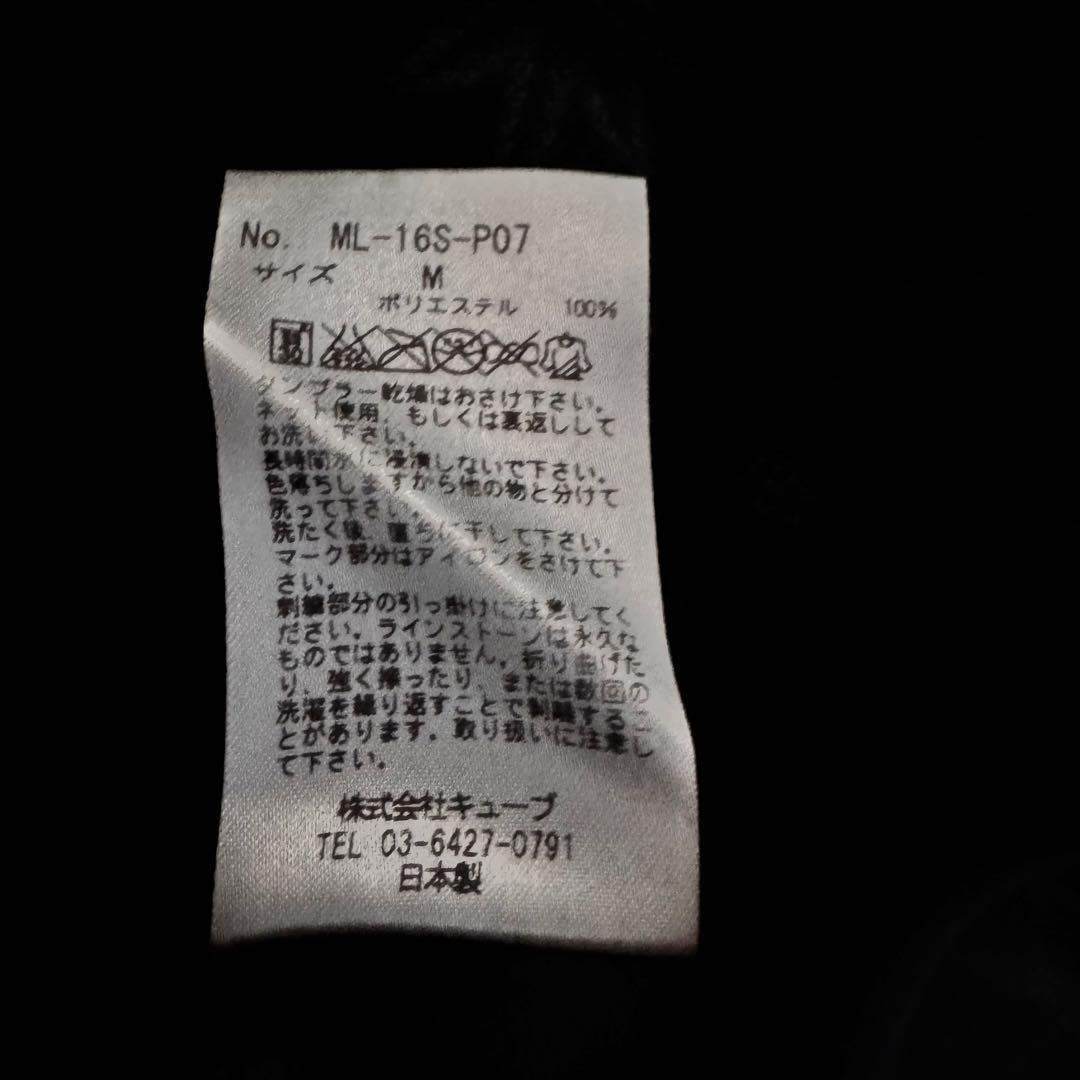 No. ML-16S-P07
サイズ M
ポリエステル 100%
タンブラー乾燥はおさけ下さい.
ネット使用, もしくは裏返しして
お洗い下さい.
長時間水に浸漬しないで下さい.
色落ちしますから他の物と分けて
洗って下さい.
洗たく後, 直ちに干して下さい.
マーク部分はアイロンをさけて下
さい.
刺繍部分の引っ掛けに注意してく
ださい. ラインストーンは永久な
ものではありません. 折り曲げた
り, 強く擦ったり, または数回の
洗濯を繰り返すことで剥離するこ
とがあります. 取り扱いに注意し
て下さい.
株式会社キューブ
TEL 03-6427-0791
日本製